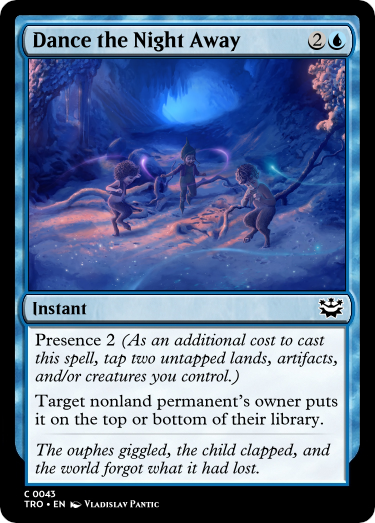 Dance the Night Away 2
Instant
Presence 2 (As an additional cost to cast
this spell, tap two untapped lands, artifacts,
and/or creatures you control.)
Target nonland permanent's owner puts
it on the top or bottom of their library.
The ouphes giggled, the child clapped, and
the world forgot what it had lost.
C 0043
TRO • EN Vladislav Pantic